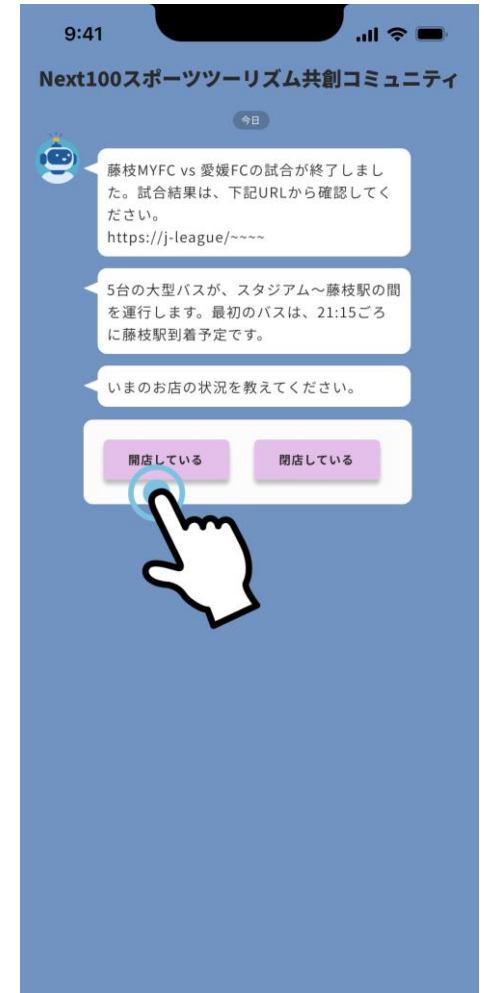 9:41
Next100スポーツツーリズム共創コミュニティ
今日
藤枝MYFC vs 愛媛FCの試合が終了しまし
た。試合結果は、下記URLから確認してく
ださい。
https://j-league/~~~~
5台の大型バスが、スタジアム〜藤枝駅の間
を運行します。最初のバスは、21:15ごろ
に藤枝駅到着予定です。
いまのお店の状況を教えてください。
開店している
閉店している